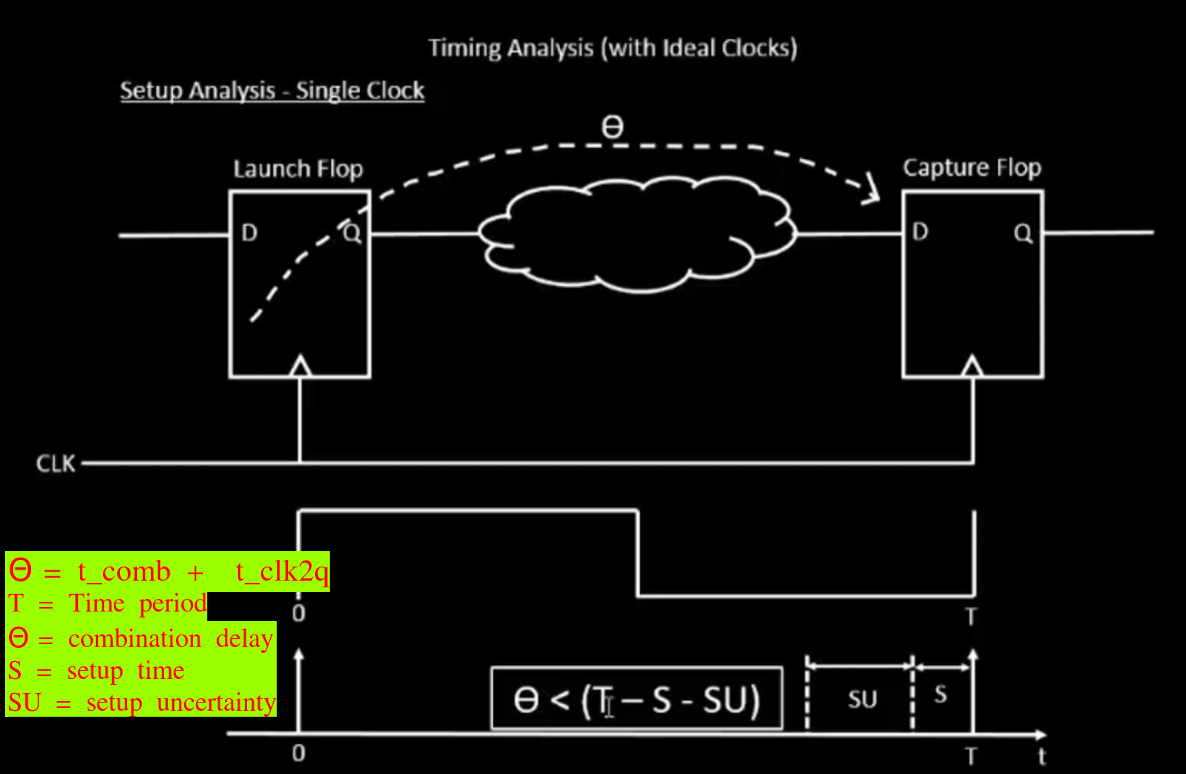 Timing Analysis (with Ideal Clocks)
Setup Analysis - Single Clock
Ɵ
Launch Flop
Capture Flop
D
Q
D
Q
CLK
Ɵ = t_comb + t_clk2q
T = Time period
Ɵ = combination delay
S = setup time
SU = setup uncertainty
0
T
Ɵ < (T – S - SU)
SU
S
0
T
t